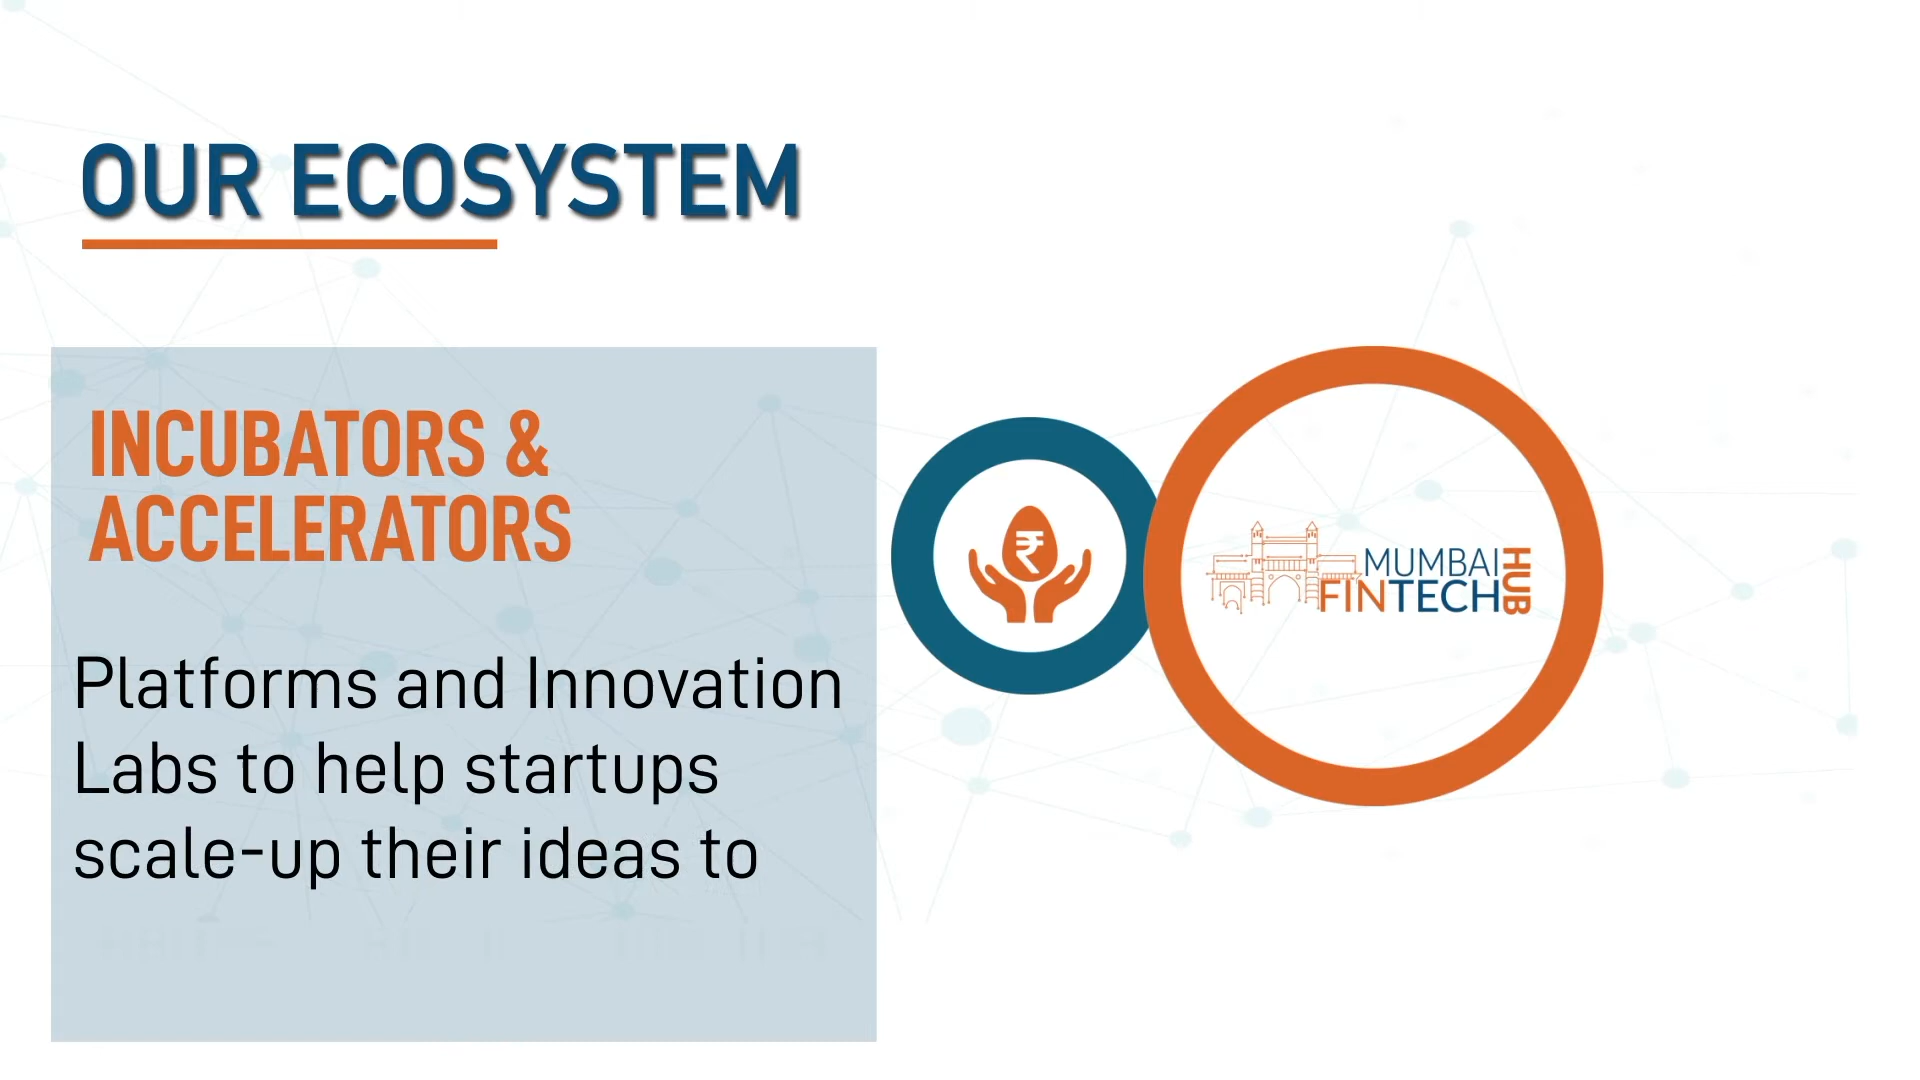 OUR ECOSYSTEM
INCUBATORS &
ACCELERATORS
Platforms and Innovation
Labs to help startups
scale-up their ideas to
₹
MUMBAI
FINTECH
HUB